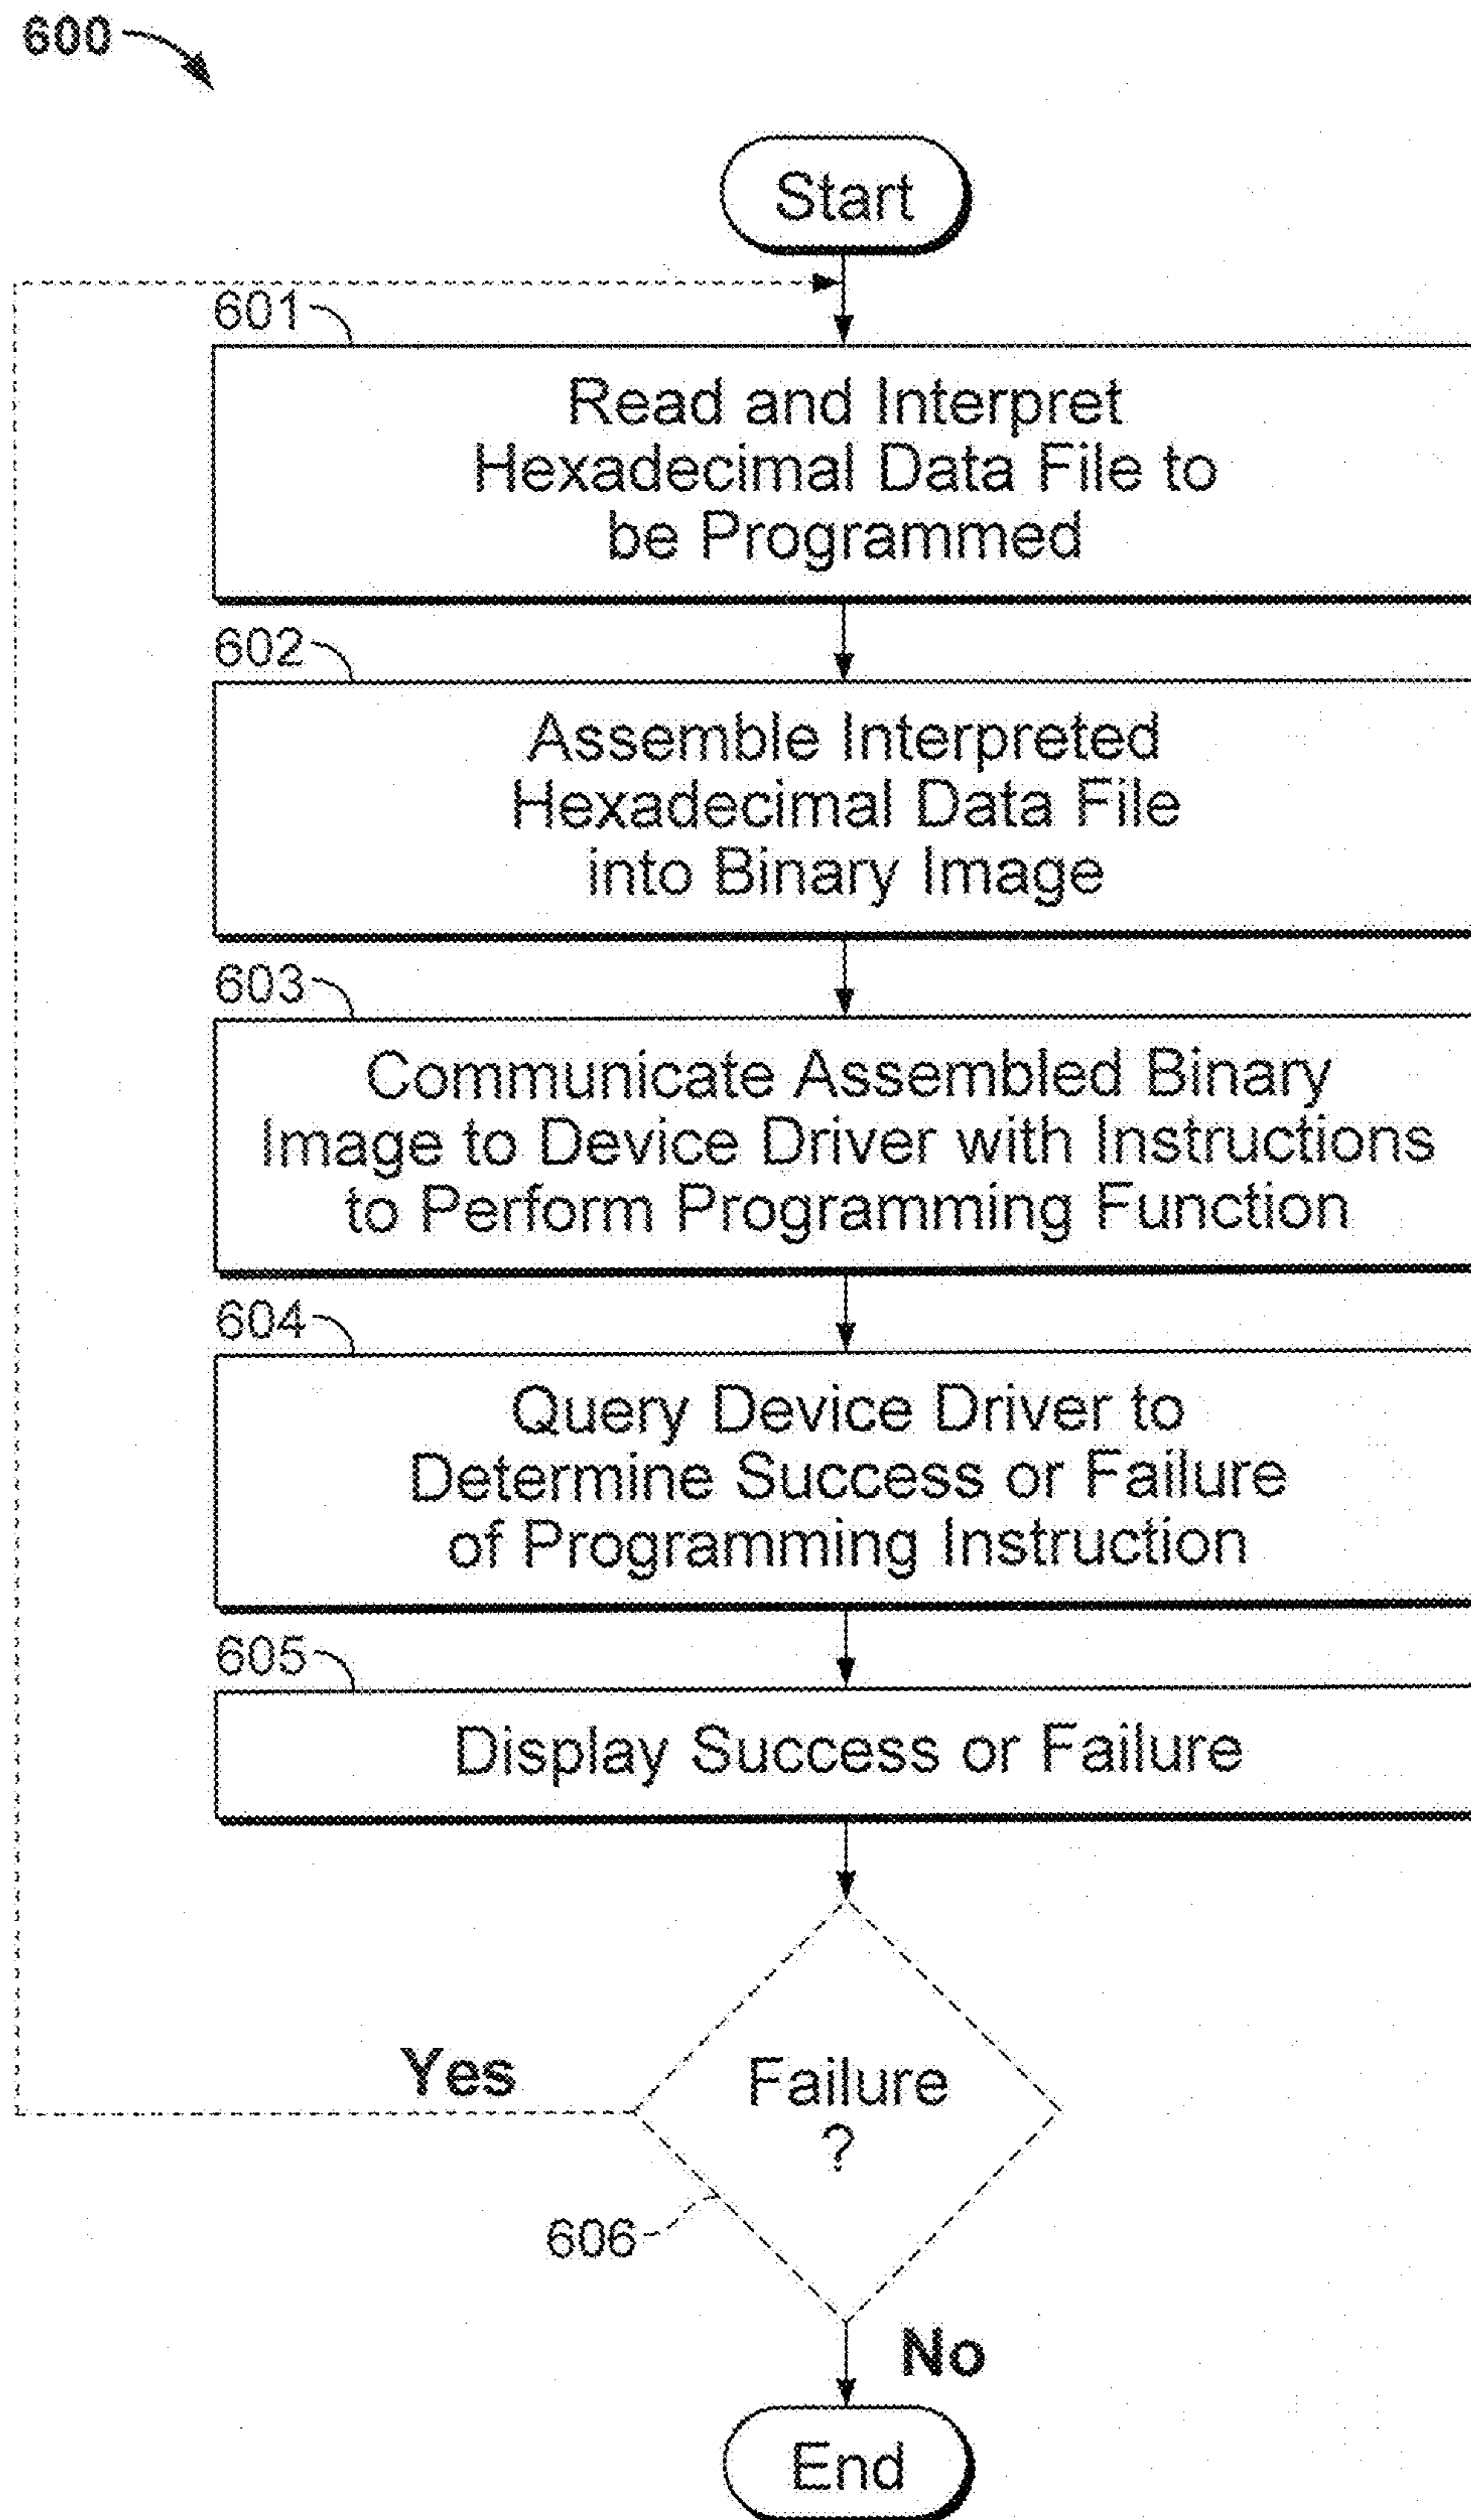 600
Start
601
Read and Interpret
Hexadecimal Data File to
be Programmed
602
Assemble Interpreted
Hexadecimal Data File
into Binary Image
603
Communicate Assembled Binary
Image to Device Driver with Instructions
to Perform Programming Function
604
Query Device Driver to
Determine Success or Failure
of Programming Instruction
605
Display Success or Failure
Yes
Failure
?
606
No
End